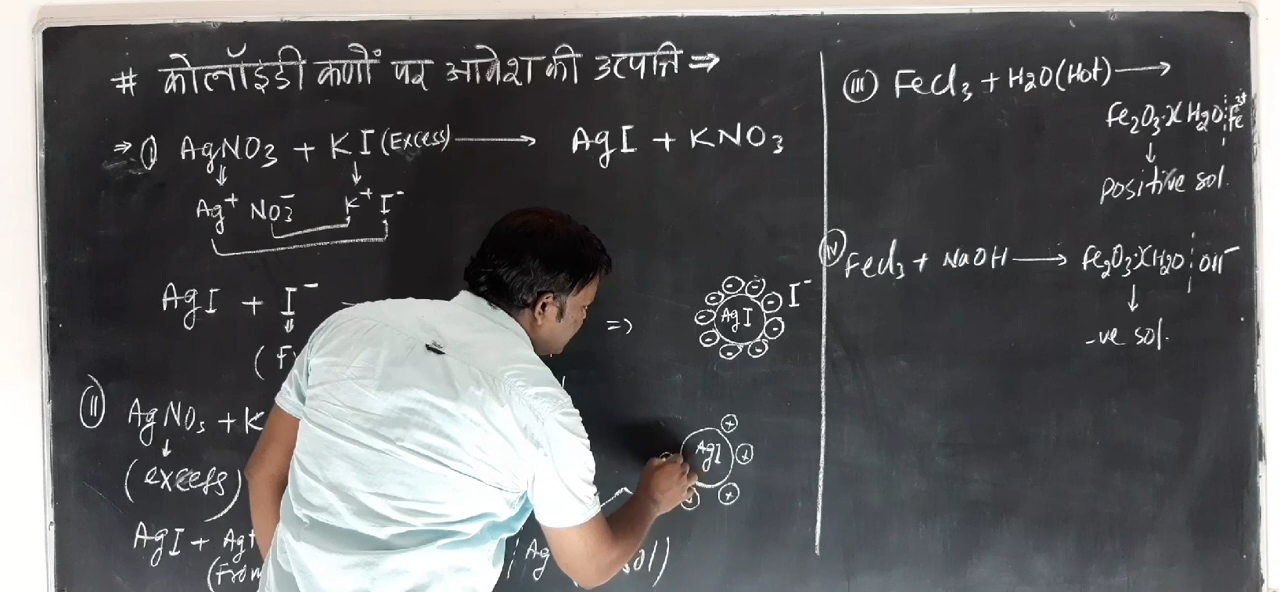 # कोलॉइडी कणों पर आवेश की उत्पत्ति ⇒
⇒ (I) AgNO3 + KI (Excess) ⟶ AgI + KNO3
⇓ ↓
Ag⁺ NO3⁻ K⁺ I⁻
AgI + I⁻
⇓
⇒ AgI I⁻
(II) AgNO3 + K
↓
(excess)
AgI
AgI + Ag⁺
(From
Ag
sol)
(III) FeCl3 + H2O (Hot) ⟶
Fe2O3·xH2O ¦ Fe³⁺
↓
positive sol.
(IV) FeCl3 + NaOH ⟶ Fe2O3·xH2O ¦ OH⁻
↓
-ve sol.